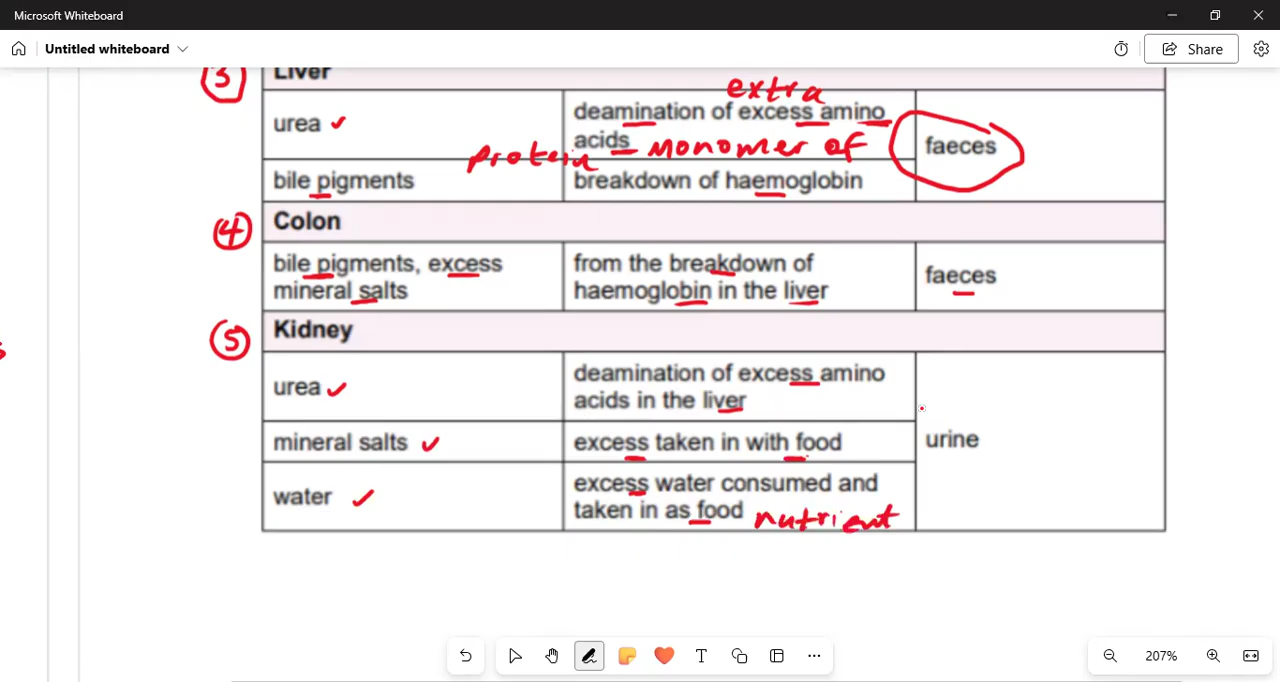 Microsoft Whiteboard
Untitled whiteboard
Share
3
Liver
extra
urea
deamination of excess amino
acids - monomer of
protein
faeces
bile pigments
breakdown of haemoglobin
4
Colon
bile pigments, excess
mineral salts
from the breakdown of
haemoglobin in the liver
faeces
5
Kidney
urea
deamination of excess amino
acids in the liver
mineral salts
excess taken in with food
urine
water
excess water consumed and
taken in as food nutrient
T
207%